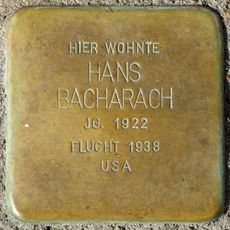 HIER WOHNTE
HANS
BACHARACH
JG. 1922
FLUCHT 1938
USA